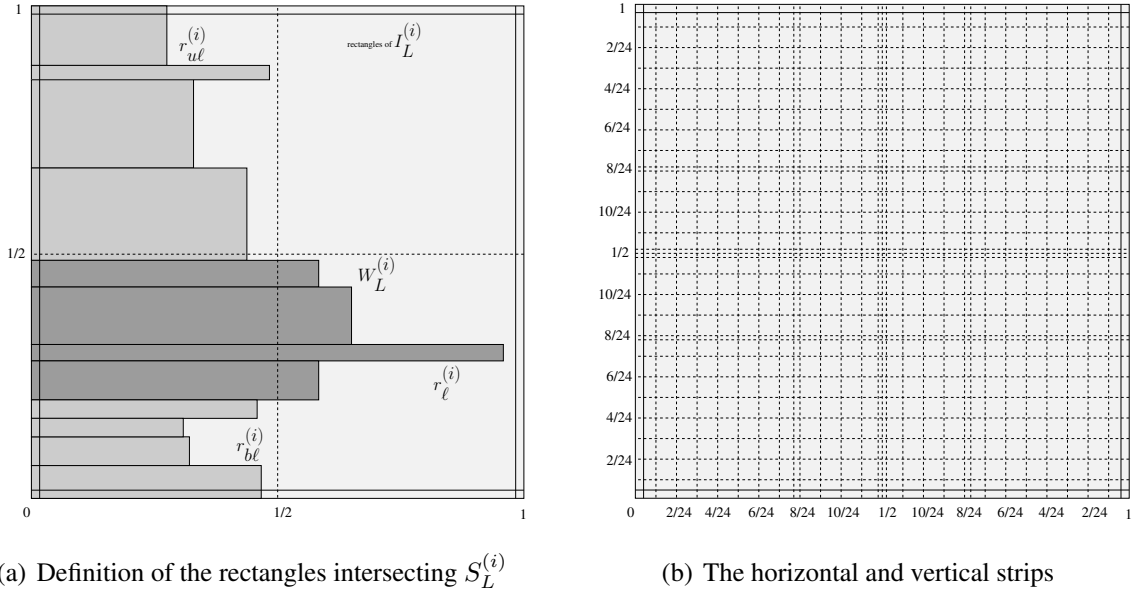 1
r_{uℓ}^{(i)}
rectangles of I_L^{(i)}
1/2
W_L^{(i)}
r_ℓ^{(i)}
r_{bℓ}^{(i)}
0 1/2 1
(a) Definition of the rectangles intersecting S_L^{(i)}
1
2/24
4/24
6/24
8/24
10/24
1/2
10/24
8/24
6/24
4/24
2/24
0 2/24 4/24 6/24 8/24 10/24 1/2 10/24 8/24 6/24 4/24 2/24 1
(b) The horizontal and vertical strips